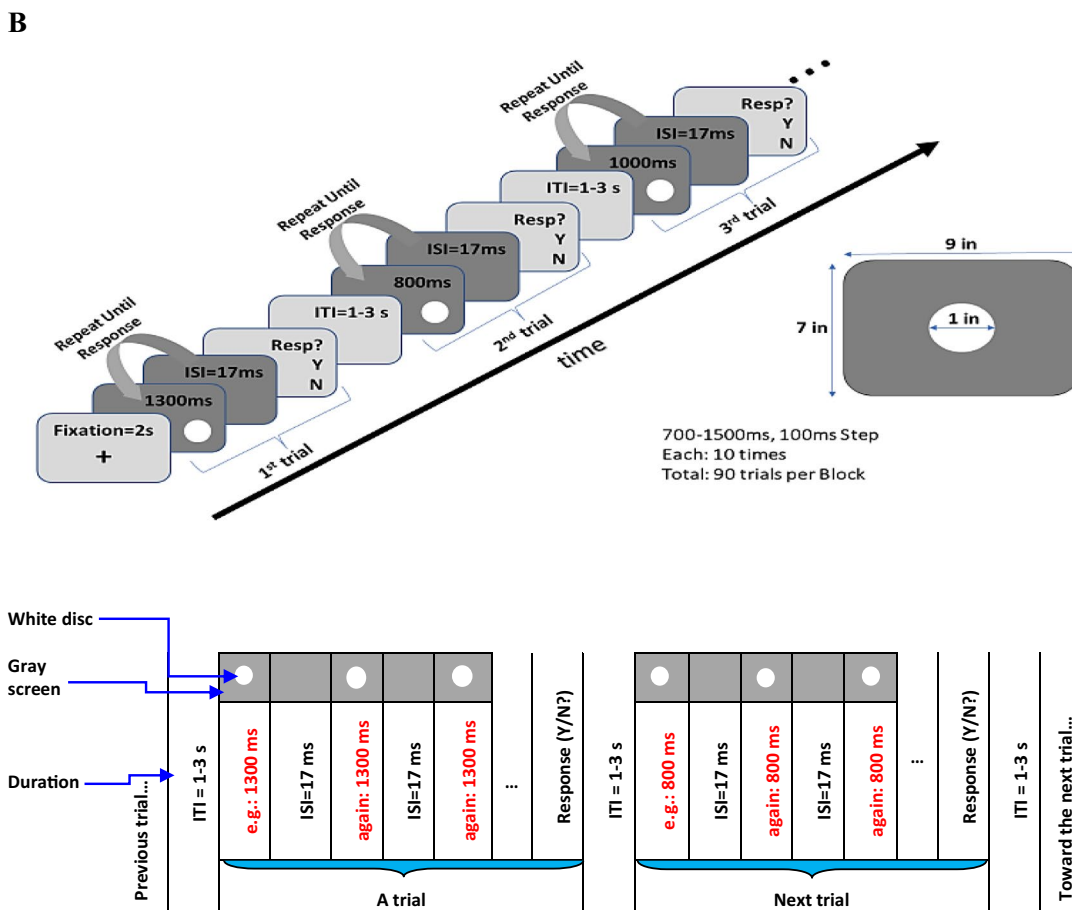 B
Fixation=2s
+
1300ms
ISI=17ms
Resp?
Y
N
Repeat Until
Response
1st trial
ITI=1-3 s
800ms
ISI=17ms
Resp?
Y
N
Repeat Until
Response
2nd trial
ITI=1-3 s
1000ms
ISI=17ms
Resp?
Y
N
Repeat Until
Response
3rd trial
...
time
9 in
7 in
1 in
700-1500ms, 100ms Step
Each: 10 times
Total: 90 trials per Block
White disc
Gray
screen
Duration
Previous trial...
ITI = 1-3 s
e.g.: 1300 ms
ISI=17 ms
again: 1300 ms
ISI=17 ms
again: 1300 ms
...
Response (Y/N?)
ITI = 1-3 s
e.g.: 800 ms
ISI=17 ms
again: 800 ms
ISI=17 ms
again: 800 ms
...
Response (Y/N?)
ITI = 1-3 s
Toward the next trial...
A trial
Next trial